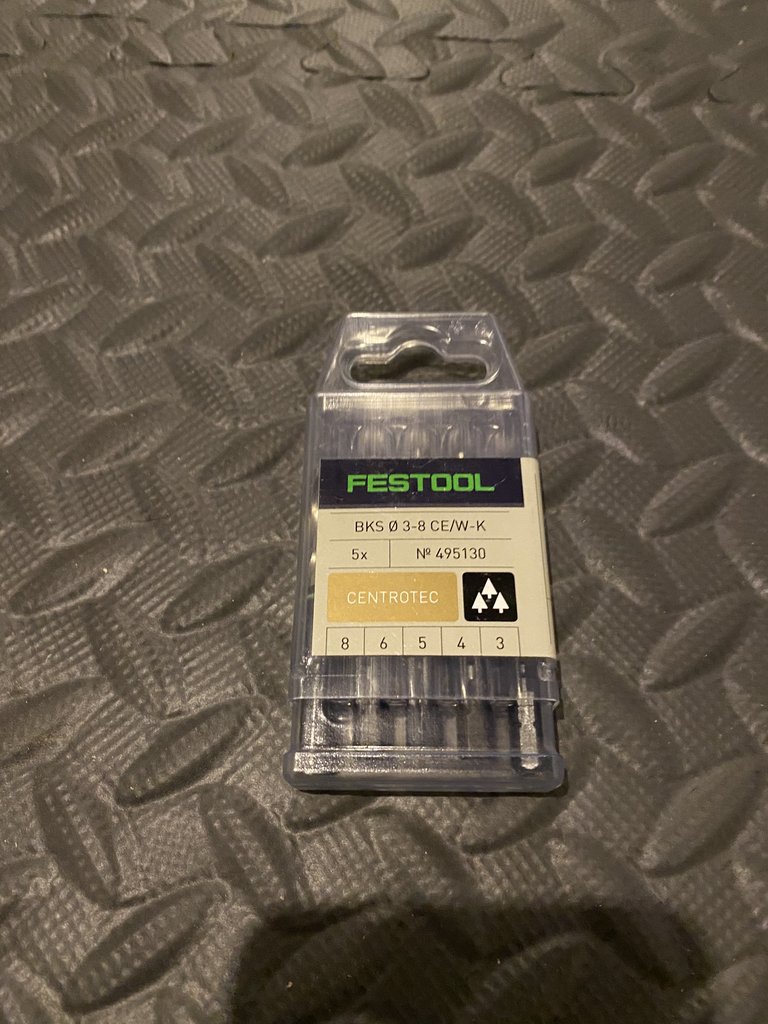 FESTOOL
BKS Ø 3-8 CE/W-K
5x № 495130
CENTROTEC
8 6 5 4 3